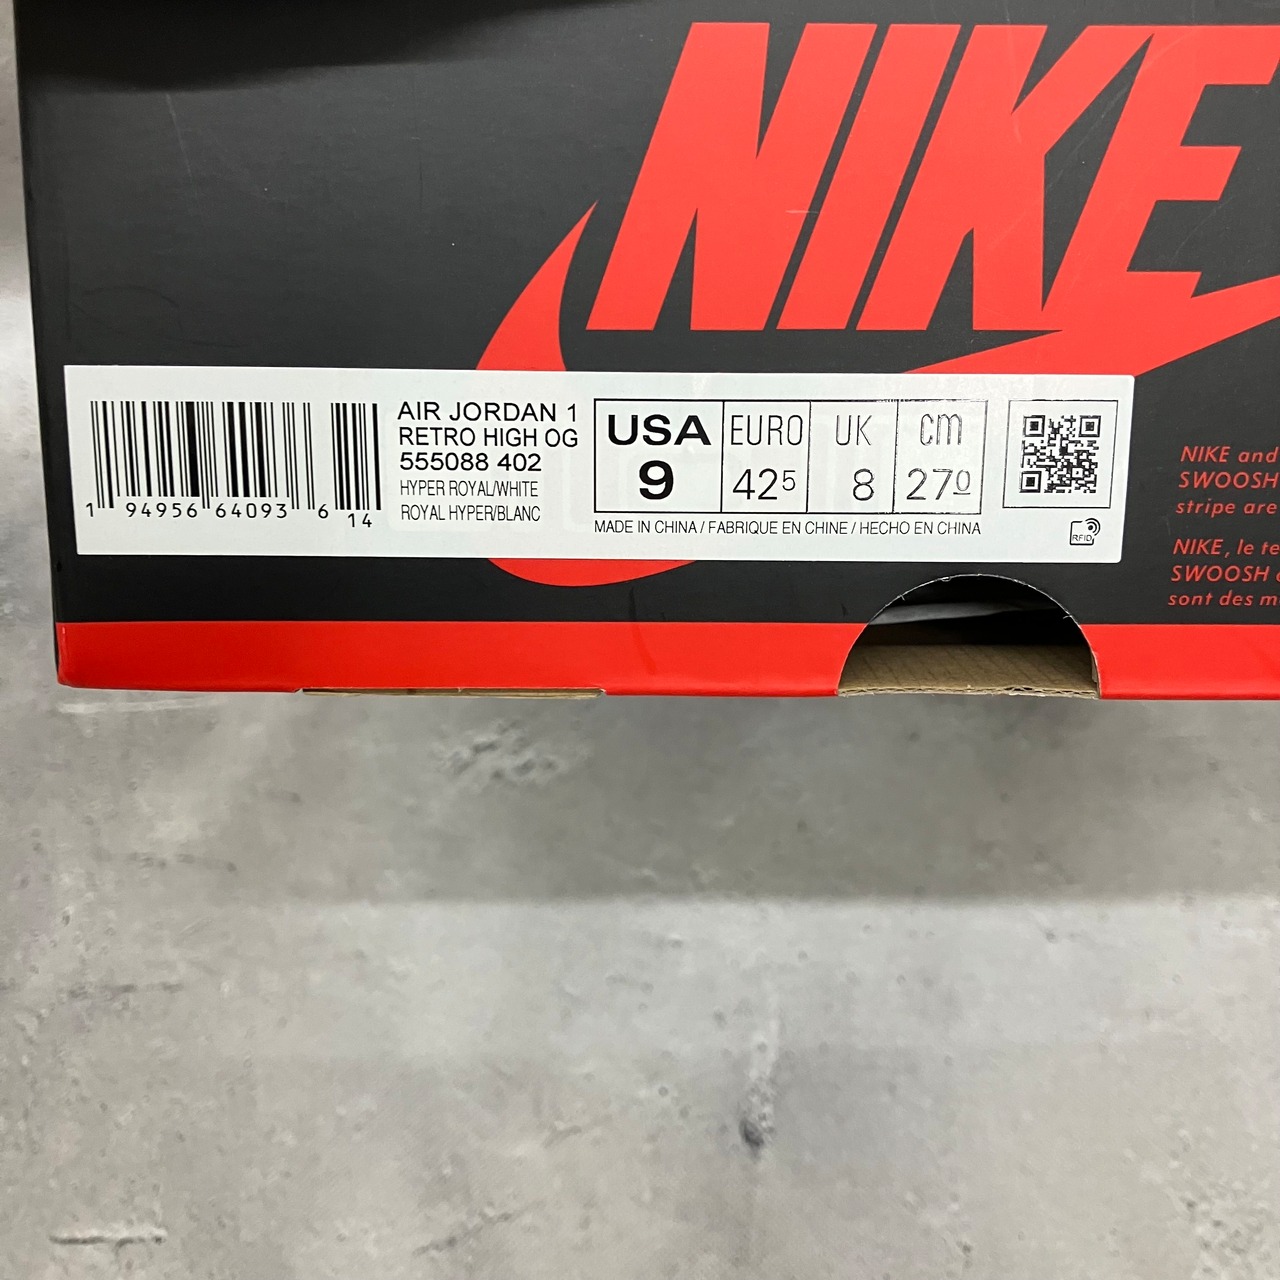 NIKE
AIR JORDAN 1
RETRO HIGH OG
555088 402
HYPER ROYAL/WHITE
ROYAL HYPER/BLANC
1 94956 64093 6 14
USA EURO UK cm
9 42 5 8 27 0
MADE IN CHINA / FABRIQUE EN CHINE / HECHO EN CHINA
RFID
NIKE and
SWOOSH
stripe are
NIKE, le
SWOOSH
sont des